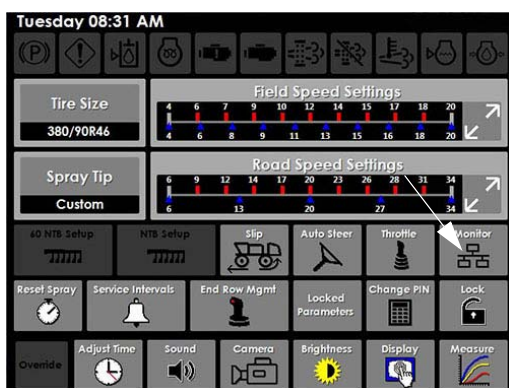 Tuesday 08:31 AM
Tire Size
380/90R46
Field Speed Settings
4 6 7 9 10 12 14 15 17 18 20
4 6 8 9 11 13 15 16 18 20
Spray Tip
Custom
Road Speed Settings
6 9 12 14 17 20 23 26 28 31 34
6 13 20 27 34
60 NTB Setup
NTB Setup
Slip
Auto Steer
Throttle
Monitor
Reset Spray
Service Intervals
End Row Mgmt
Locked
Parameters
Change PIN
Lock
Override
Adjust Time
Sound
Camera
Brightness
Display
Measure